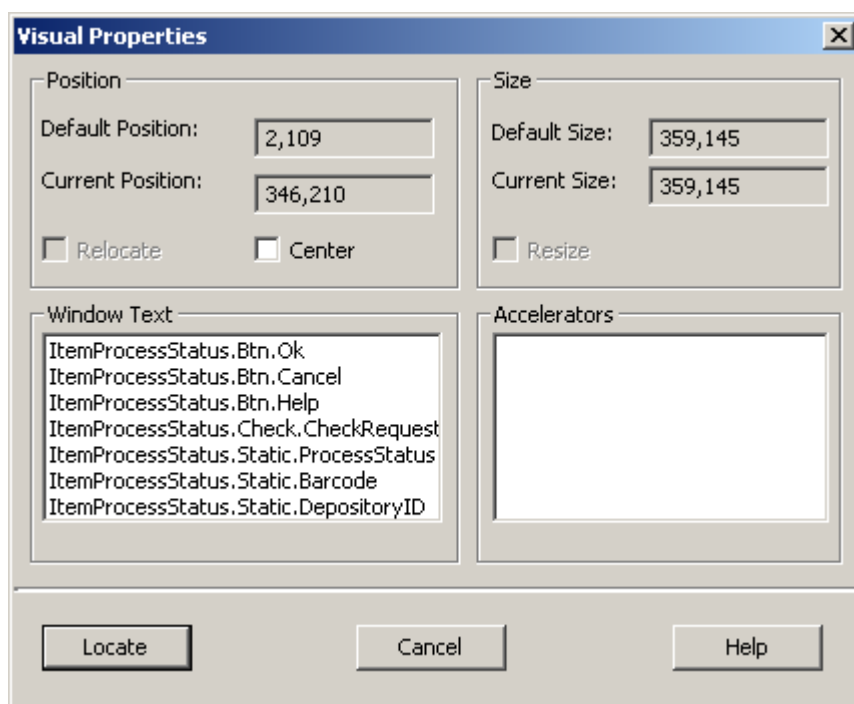 Visual Properties
Position
Default Position:
2,109
Current Position:
346,210
Relocate
Center
Size
Default Size:
359,145
Current Size:
359,145
Resize
Window Text
ItemProcessStatus.Btn.Ok
ItemProcessStatus.Btn.Cancel
ItemProcessStatus.Btn.Help
ItemProcessStatus.Check.CheckRequest
ItemProcessStatus.Static.ProcessStatus
ItemProcessStatus.Static.Barcode
ItemProcessStatus.Static.DepositoryID
Accelerators
Locate
Cancel
Help